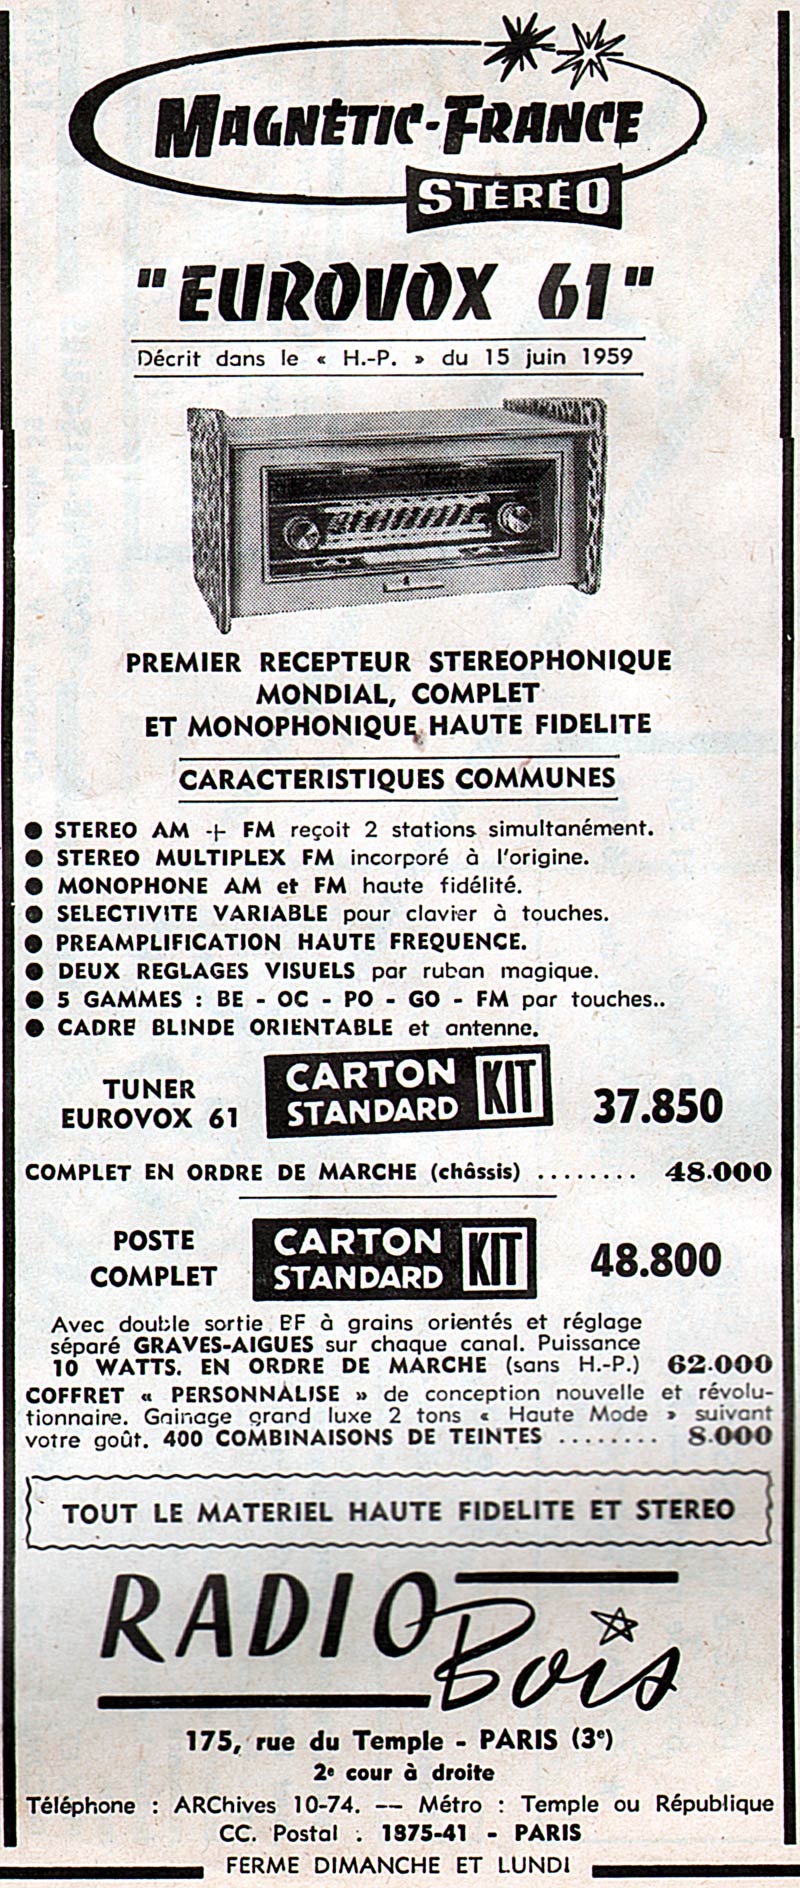 MAGNÉTIC-FRANCE
STÉRÉO
"EUROVOX 61"
Décrit dans le « H.-P. » du 15 juin 1959
PREMIER RECEPTEUR STEREOPHONIQUE
MONDIAL, COMPLET
ET MONOPHONIQUE HAUTE FIDELITE
CARACTERISTIQUES COMMUNES
● STEREO AM + FM reçoit 2 stations simultanément.
● STEREO MULTIPLEX FM incorporé à l'origine.
● MONOPHONE AM et FM haute fidélité.
● SELECTIVITE VARIABLE pour clavier à touches.
● PREAMPLIFICATION HAUTE FREQUENCE.
● DEUX REGLAGES VISUELS par ruban magique.
● 5 GAMMES : BE - OC - PO - GO - FM par touches..
● CADRE BLINDE ORIENTABLE et antenne.
TUNER
EUROVOX 61
CARTON
STANDARD
KIT
37.850
COMPLET EN ORDRE DE MARCHE (châssis) ........ 48.000
POSTE
COMPLET
CARTON
STANDARD
KIT
48.800
Avec double sortie BF à grains orientés et réglage
séparé GRAVES-AIGUES sur chaque canal. Puissance
10 WATTS. EN ORDRE DE MARCHE (sans H.-P.) 62.000
COFFRET « PERSONNALISE » de conception nouvelle et révolu-
tionnaire. Gainage grand luxe 2 tons « Haute Mode » suivant
votre goût. 400 COMBINAISONS DE TEINTES ........ 8.000
TOUT LE MATERIEL HAUTE FIDELITE ET STEREO
RADIO
Bois
175, rue du Temple - PARIS (3e)
2e cour à droite
Téléphone : ARChives 10-74. — Métro : Temple ou République
CC. Postal : 1875-41 - PARIS
FERME DIMANCHE ET LUNDI